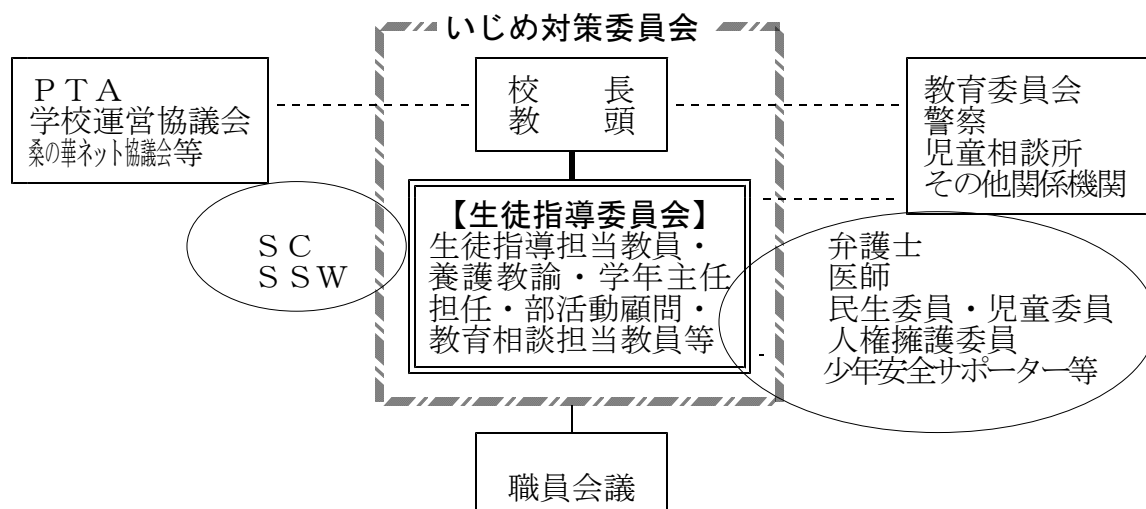 いじめ対策委員会
PTA
学校運営協議会
桑の華ネット協議会等
校 長
教 頭
教育委員会
警察
児童相談所
その他関係機関
SC
SSW
【生徒指導委員会】
生徒指導担当教員・
養護教諭・学年主任
担任・部活動顧問・
教育相談担当教員等
弁護士
医師
民生委員・児童委員
人権擁護委員
少年安全サポーター等
職員会議